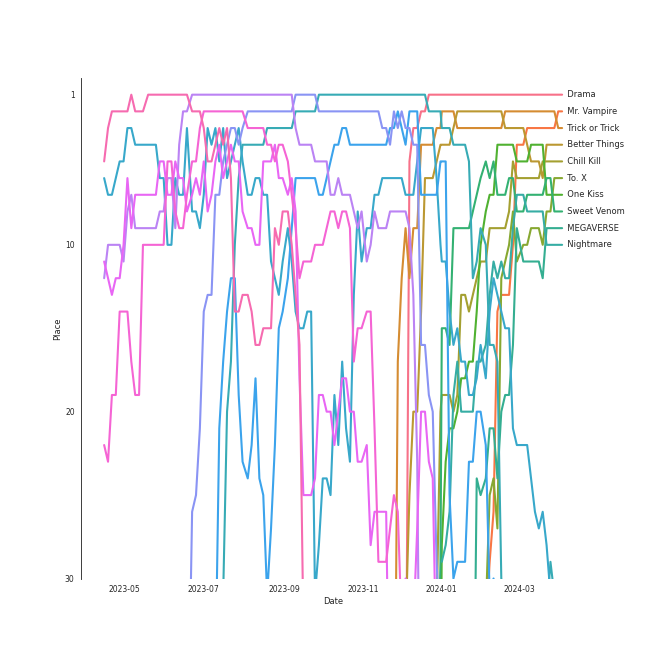 1
10
20
30
Place
2023-05
2023-07
2023-09
2023-11
2024-01
2024-03
Date
Drama
Mr. Vampire
Trick or Trick
Better Things
Chill Kill
To. X
One Kiss
Sweet Venom
MEGAVERSE
Nightmare